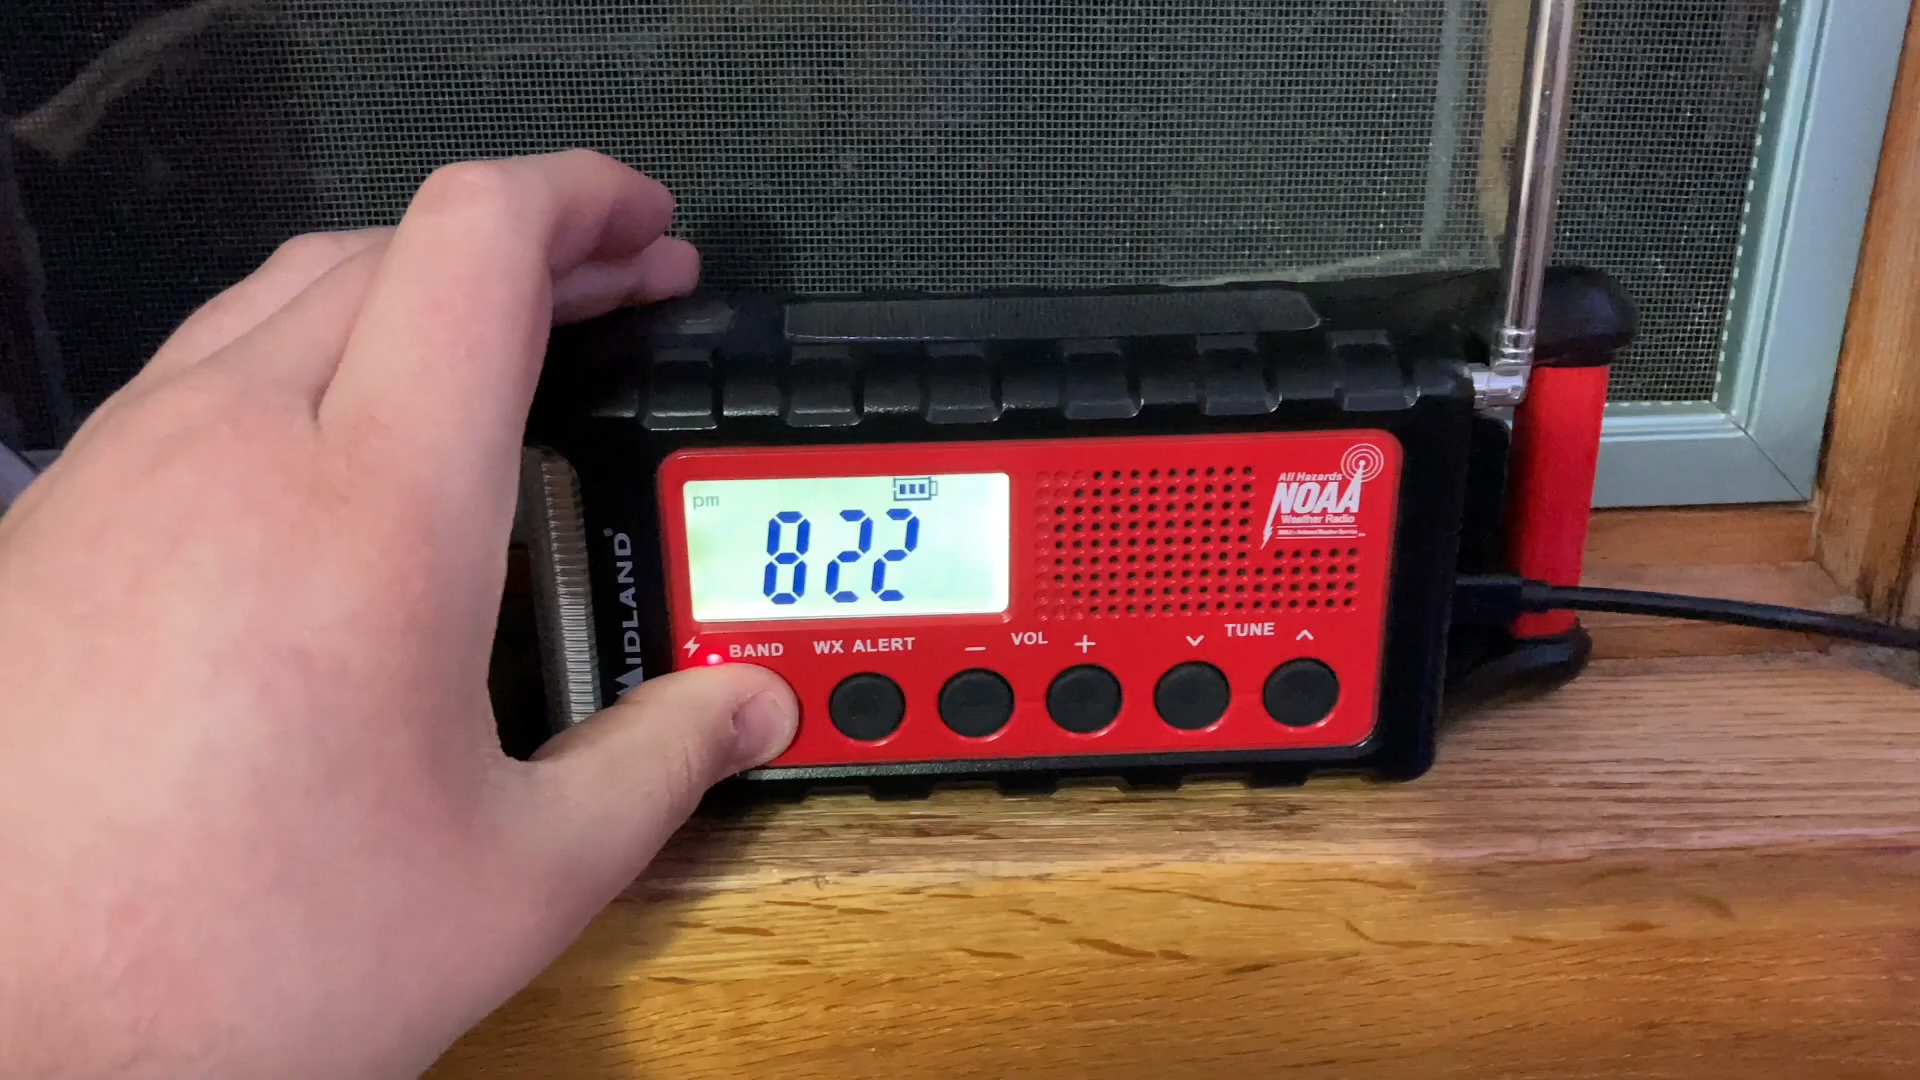 pm
822
MIDLAND®
All Hazards
NOAA
Weather Radio
BAND
WX ALERT
− VOL +
TUNE